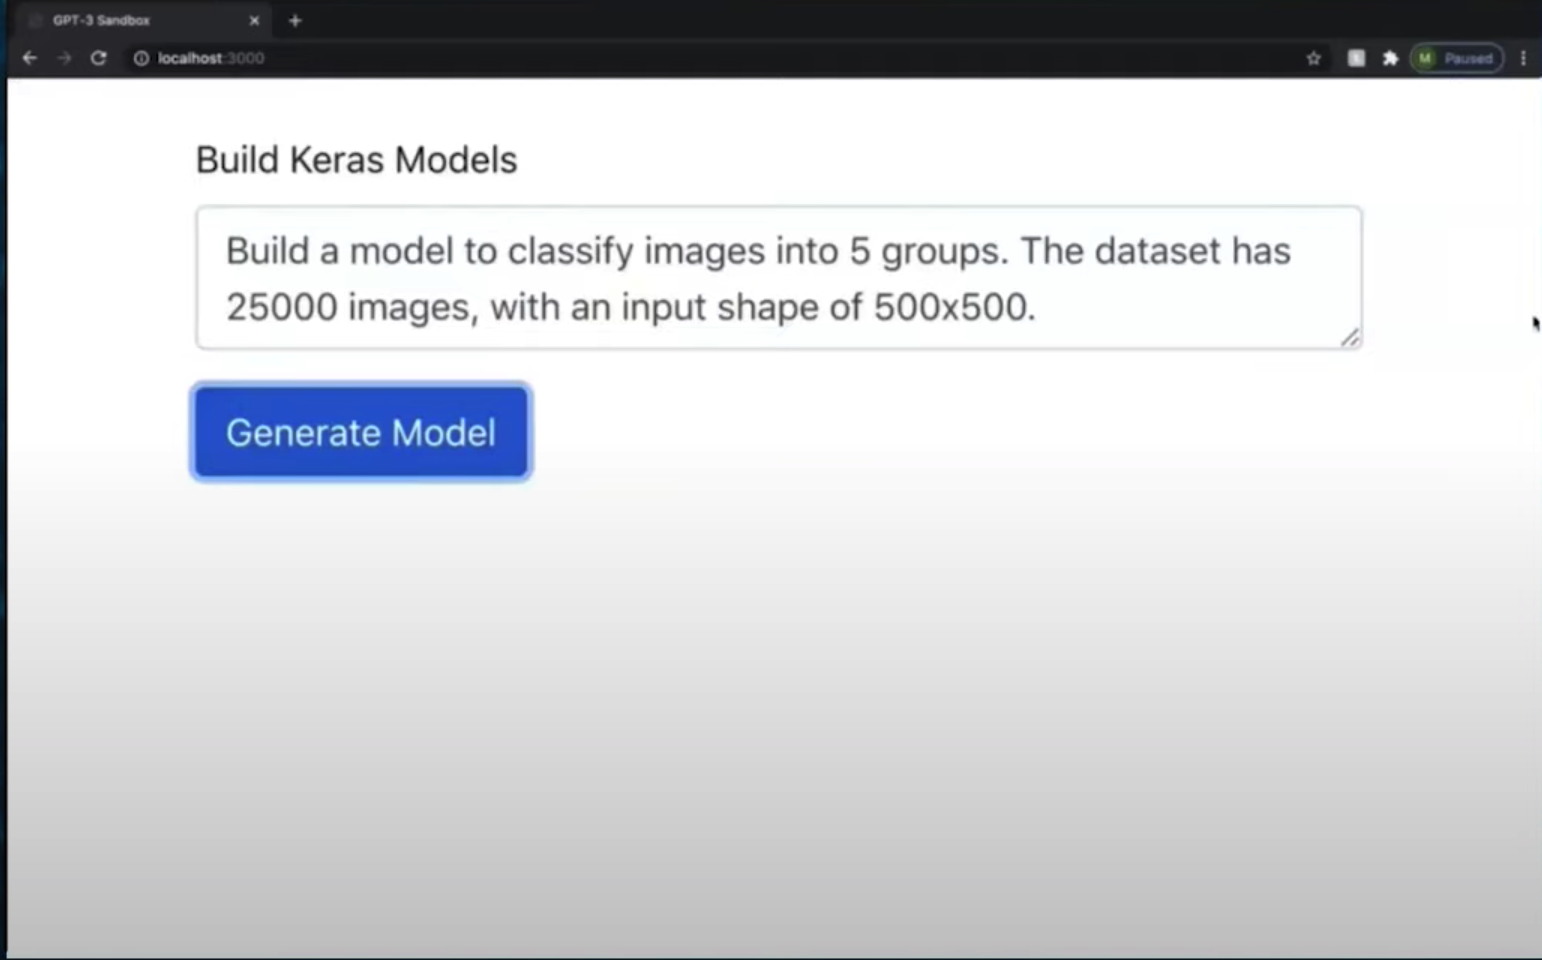 GPT-3 Sandbox
localhost:3000
M Paused
Build Keras Models
Build a model to classify images into 5 groups. The dataset has
25000 images, with an input shape of 500x500.
Generate Model